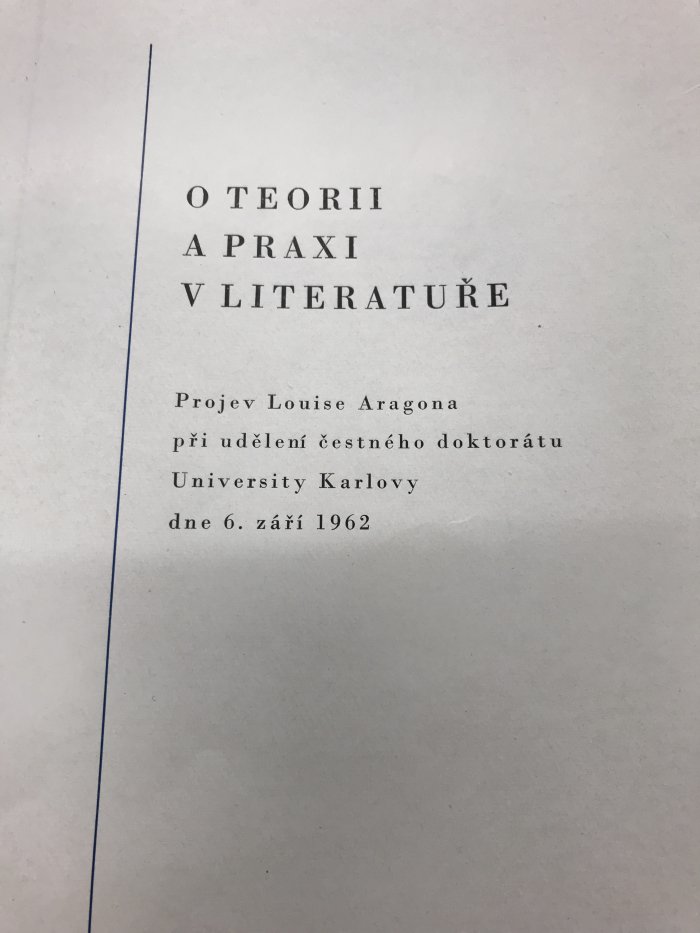 O TEORII
A PRAXI
V LITERATUŘE
Projev Louise Aragona
při udělení čestného doktorátu
University Karlovy
dne 6. září 1962